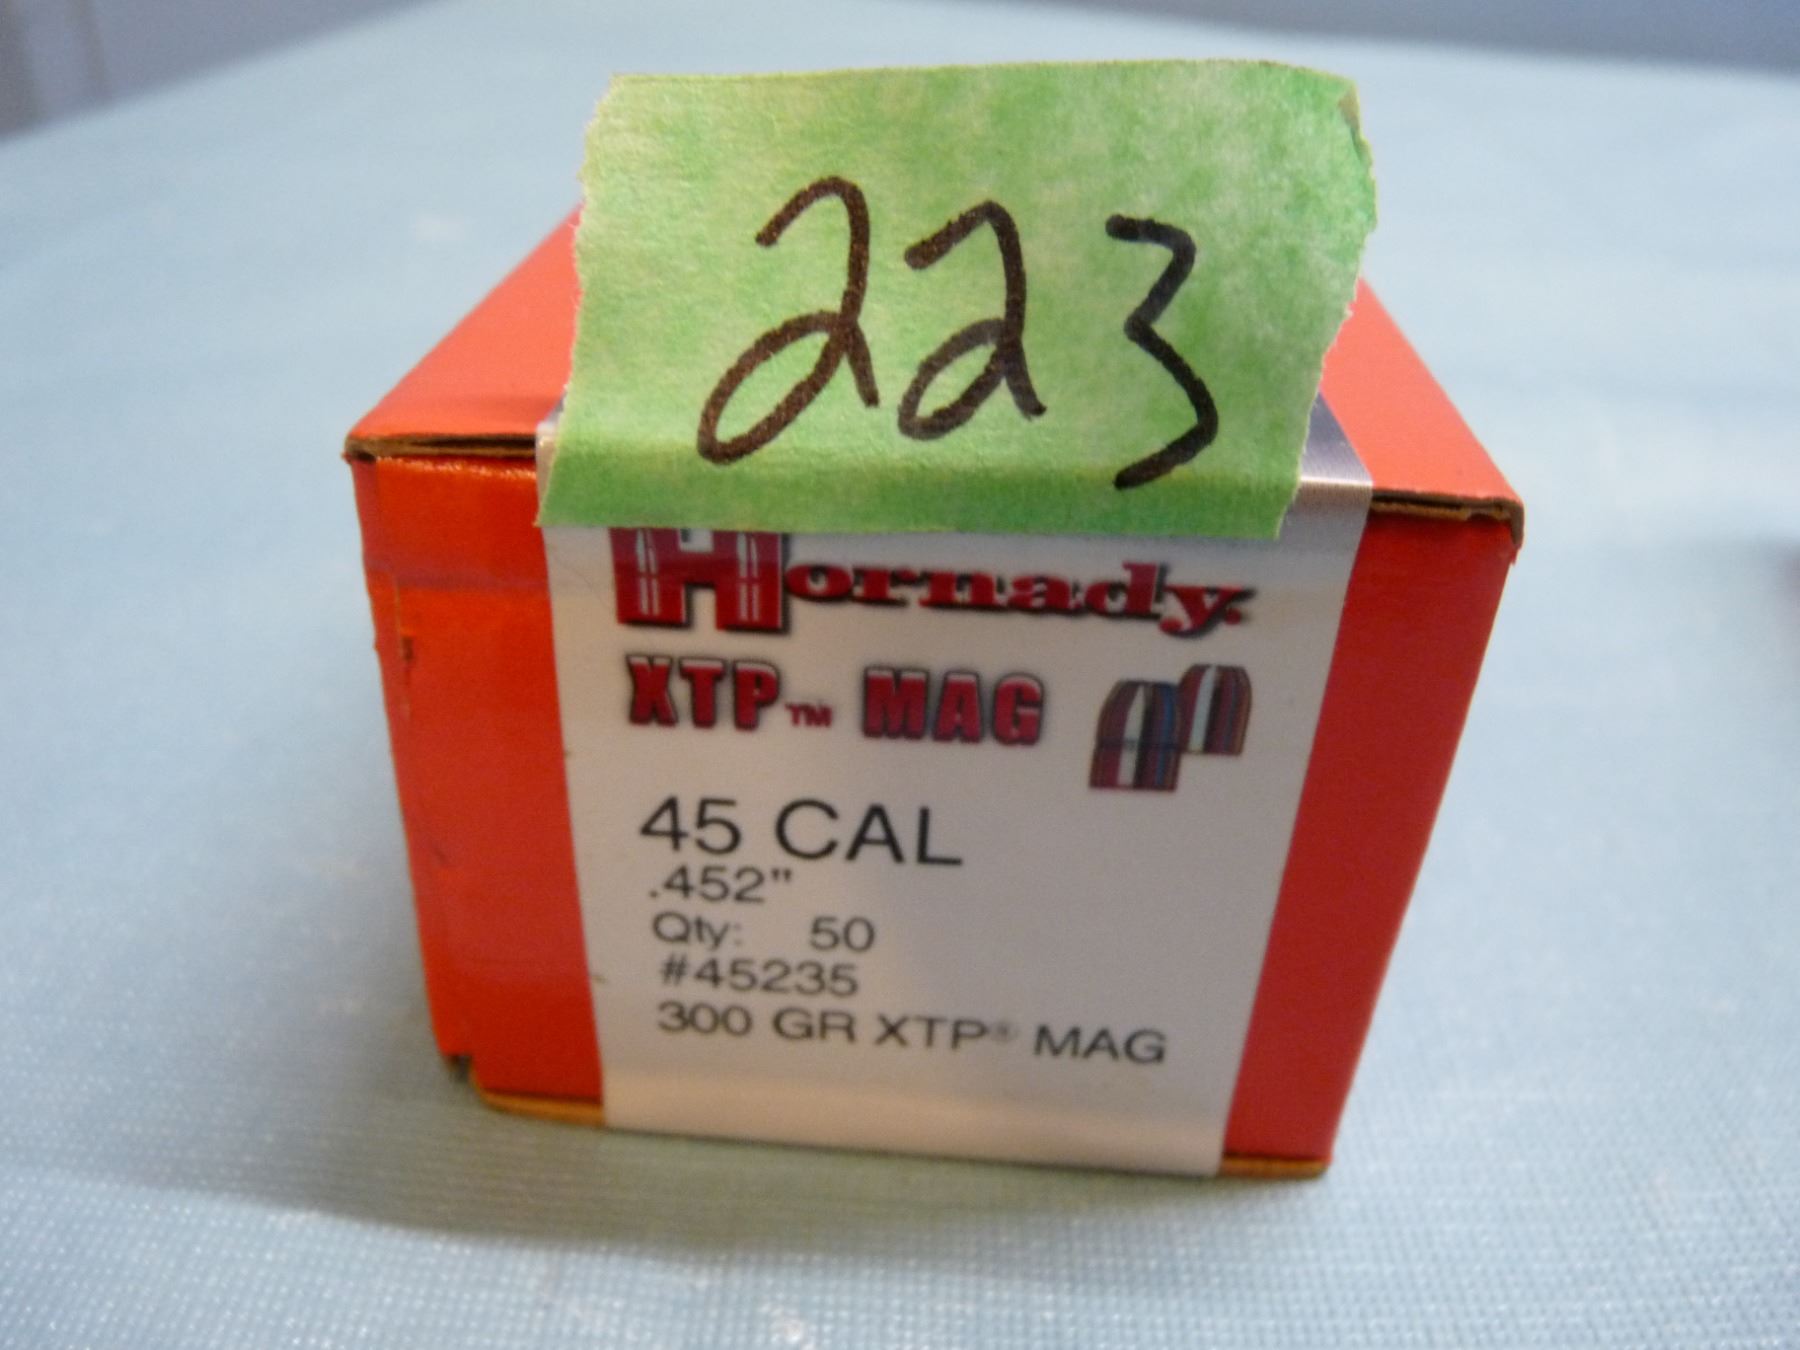 223
Hornady
XTP™ MAG
45 CAL
.452"
Qty: 50
#45235
300 GR XTP® MAG